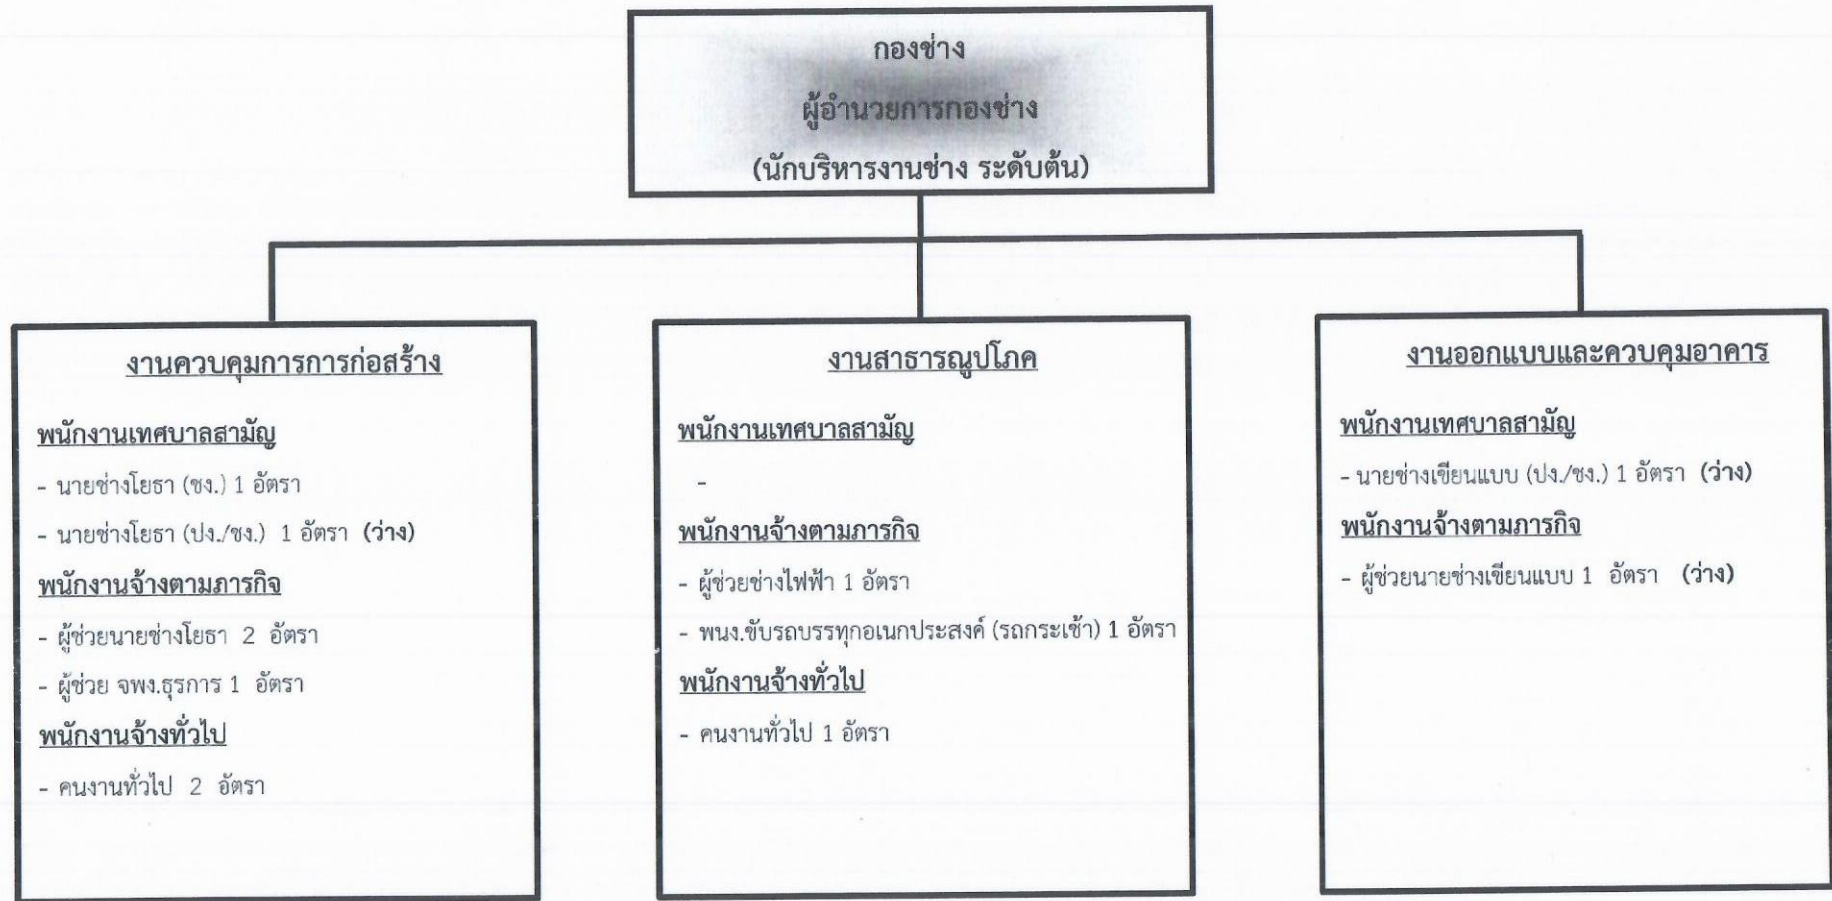 กองช่าง
ผู้อำนวยการกองช่าง
(นักบริหารงานช่าง ระดับต้น)
งานควบคุมการการก่อสร้าง
พนักงานเทศบาลสามัญ
- นายช่างโยธา (ชง.) 1 อัตรา
- นายช่างโยธา (ปง./ชง.) 1 อัตรา (ว่าง)
พนักงานจ้างตามภารกิจ
- ผู้ช่วยนายช่างโยธา 2 อัตรา
- ผู้ช่วย จพง.ธุรการ 1 อัตรา
พนักงานจ้างทั่วไป
- คนงานทั่วไป 2 อัตรา
งานสาธารณูปโภค
พนักงานเทศบาลสามัญ
-
พนักงานจ้างตามภารกิจ
- ผู้ช่วยช่างไฟฟ้า 1 อัตรา
- พนง.ขับรถบรรทุกอเนกประสงค์ (รถกระเช้า) 1 อัตรา
พนักงานจ้างทั่วไป
- คนงานทั่วไป 1 อัตรา
งานออกแบบและควบคุมอาคาร
พนักงานเทศบาลสามัญ
- นายช่างเขียนแบบ (ปง./ชง.) 1 อัตรา (ว่าง)
พนักงานจ้างตามภารกิจ
- ผู้ช่วยนายช่างเขียนแบบ 1 อัตรา (ว่าง)